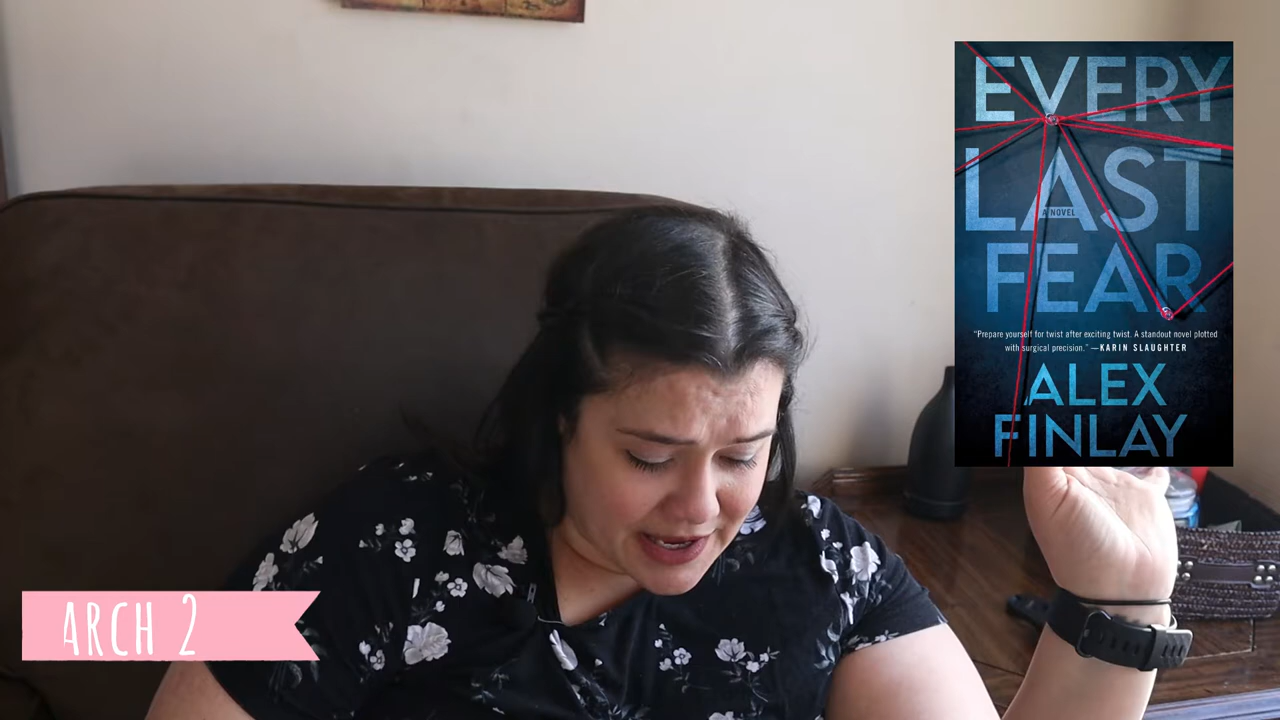 EVERY
LAST
A NOVEL
FEAR
"Prepare yourself for twist after exciting twist. A standout novel plotted
with surgical precision." —KARIN SLAUGHTER
ALEX
FINLAY
ARCH 2